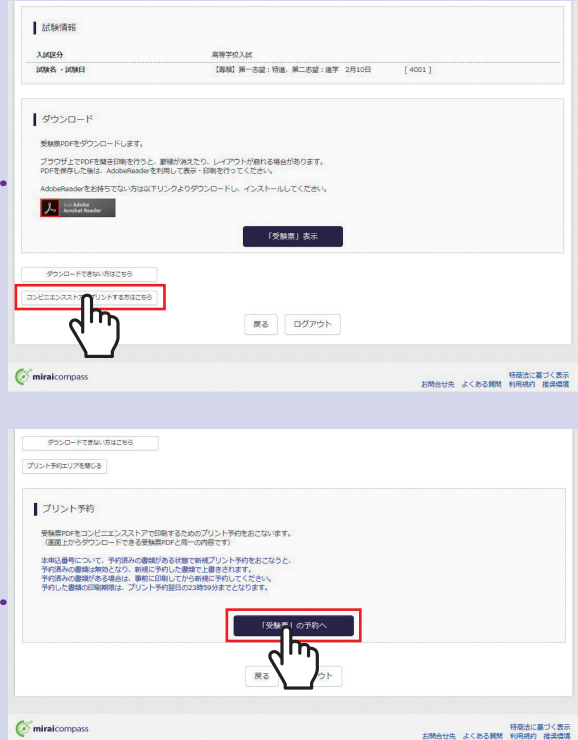 試験情報
入試区分 高等学校入試
試験名・試験日 【専願】第一志望：特進、第二志望：進学 2月10日 [ 4001 ]
ダウンロード
受験票PDFをダウンロードします。
ブラウザ上でPDFを開き印刷を行うと、罫線が消えたり、レイアウトが崩れる場合があります。
PDFを保存した後は、AdobeReaderを利用して表示・印刷を行ってください。
AdobeReaderをお持ちでない方は以下リンクよりダウンロードし、インストールしてください。
Get Adobe
Acrobat Reader
「受験票」表示
ダウンロードできない方はこちら
コンビニエンススト プリントする方はこちら
戻る ログアウト
miraicompass
特商法に基づく表示
お問合せ先 よくある質問 利用規約 推奨環境
ダウンロードできない方はこちら
プリント予約エリアを閉じる
プリント予約
受験票PDFをコンビニエンスストアで印刷するためのプリント予約をおこないます。
（画面上からダウンロードできる受験票PDFと同一の内容です）
本申込番号について、予約済みの書類がある状態で新規プリント予約をおこなうと、
予約済みの書類は無効となり、新規に予約した書類で上書きされます。
予約済みの書類がある場合は、事前に印刷してから新規に予約してください。
予約した書類の印刷期限は、プリント予約翌日の23時59分までとなります。
「受験票」の予約へ
戻る ウト
miraicompass
特商法に基づく表示
お問合せ先 よくある質問 利用規約 推奨環境